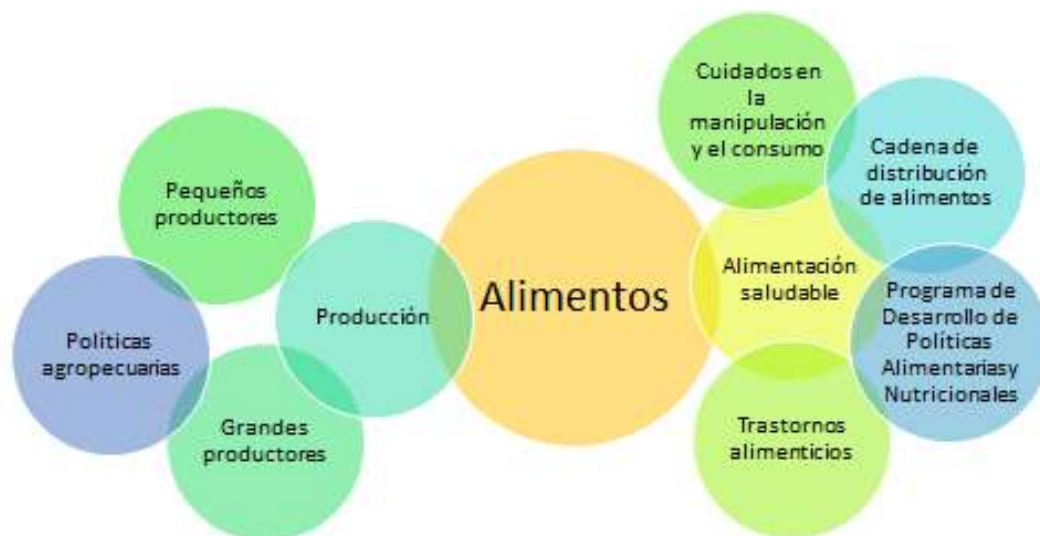 Pequeños
productores
Políticas
agropecuarias
Grandes
productores
Producción
Alimentos
Cuidados en
la
manipulación
y el consumo
Cadena de
distribución
de alimentos
Alimentación
saludable
Programa de
Desarrollo de
Políticas
Alimentariasy
Nutricionales
Trastornos
alimenticios